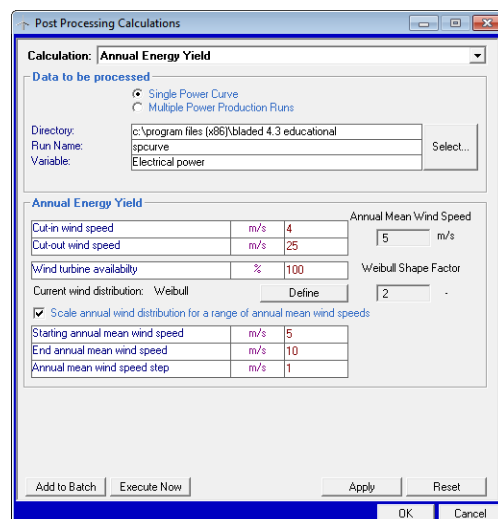 Post Processing Calculations
Calculation: Annual Energy Yield
Data to be processed
Single Power Curve
Multiple Power Production Runs
Directory: c:\program files (x86)\bladed 4.3 educational
Run Name: spcurve Select...
Variable: Electrical power
Annual Energy Yield
Annual Mean Wind Speed
Cut-in wind speed m/s 4
5 m/s
Cut-out wind speed m/s 25
Wind turbine availabilty % 100 Weibull Shape Factor
Current wind distribution: Weibull Define 2 -
Scale annual wind distribution for a range of annual mean wind speeds
Starting annual mean wind speed m/s 5
End annual mean wind speed m/s 10
Annual mean wind speed step m/s 1
Add to Batch Execute Now Apply Reset
OK Cancel